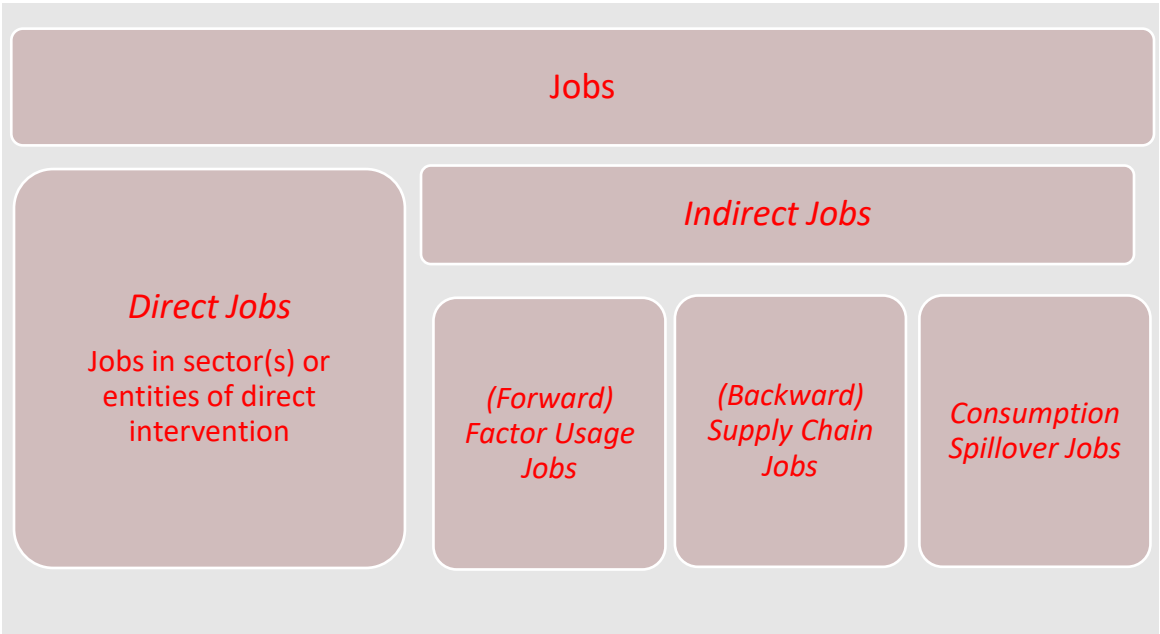 Jobs
Direct Jobs
Jobs in sector(s) or
entities of direct
intervention
Indirect Jobs
(Forward)
Factor Usage
Jobs
(Backward)
Supply Chain
Jobs
Consumption
Spillover Jobs